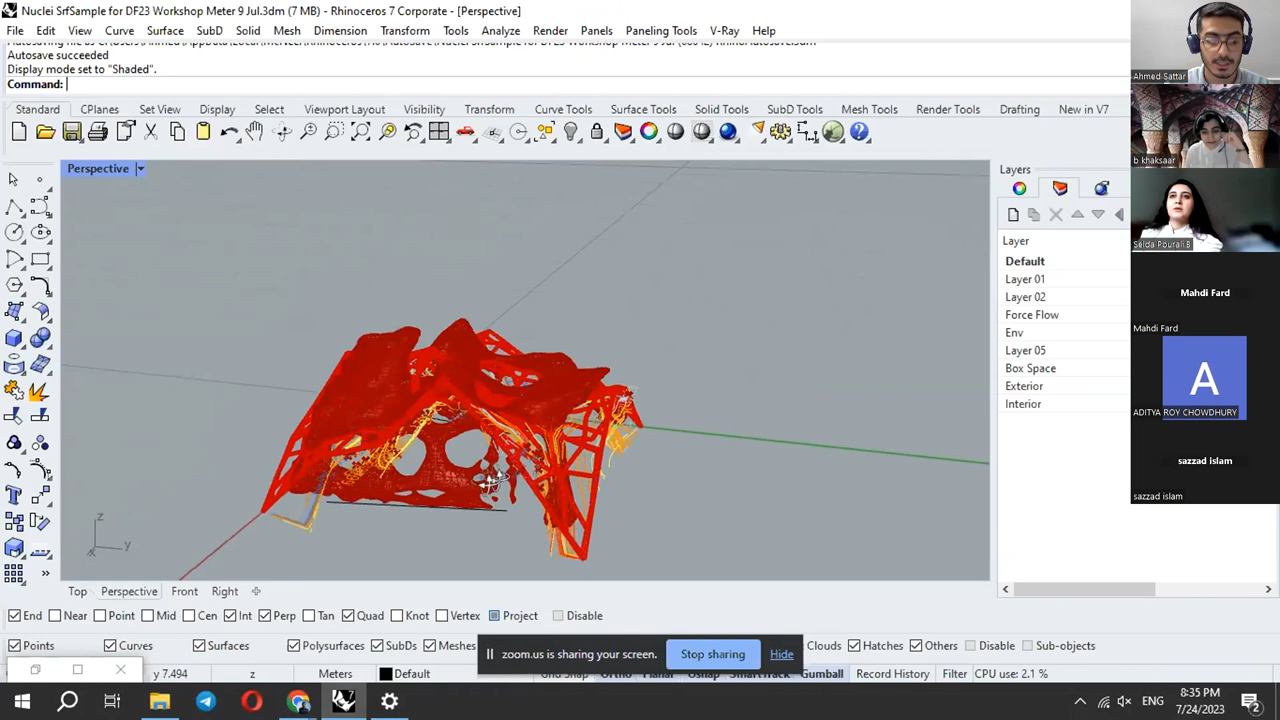 Nuclei SrfSample for DF23 Workshop Meter 9 Jul.3dm (7 MB) - Rhinoceros 7 Corporate - [Perspective]
File Edit View Curve Surface SubD Solid Mesh Dimension Transform Tools Analyze Render Panels Paneling Tools V-Ray Help
Autosave succeeded
Display mode set to "Shaded".
Command:
Standard CPlanes Set View Display Select Viewport Layout Visibility Transform Curve Tools Surface Tools Solid Tools SubD Tools Mesh Tools Render Tools Drafting New in V7
Perspective
Layers
Layer
Default
Layer 01
Layer 02
Force Flow
Env
Layer 05
Box Space
Exterior
Interior
z
y
x
Top Perspective Front Right
End Near Point Mid Cen Int Perp Tan Quad Knot Vertex Project Disable
Points Curves Surfaces Polysurfaces SubDs Meshes Clouds Hatches Others Disable Sub-objects
zoom.us is sharing your screen. Stop sharing Hide
y 7.494 z Meters Default Grid Snap Ortho Planar Osnap SmartTrack Gumball Record History Filter CPU use: 2.1 %
ENG
8:35 PM
7/24/2023
2
Ahmed Sattar
b khaksaar
Selda Pourali.B
Mahdi Fard
Mahdi Fard
A
ADITYA ROY CHOWDHURY
sazzad islam
sazzad islam